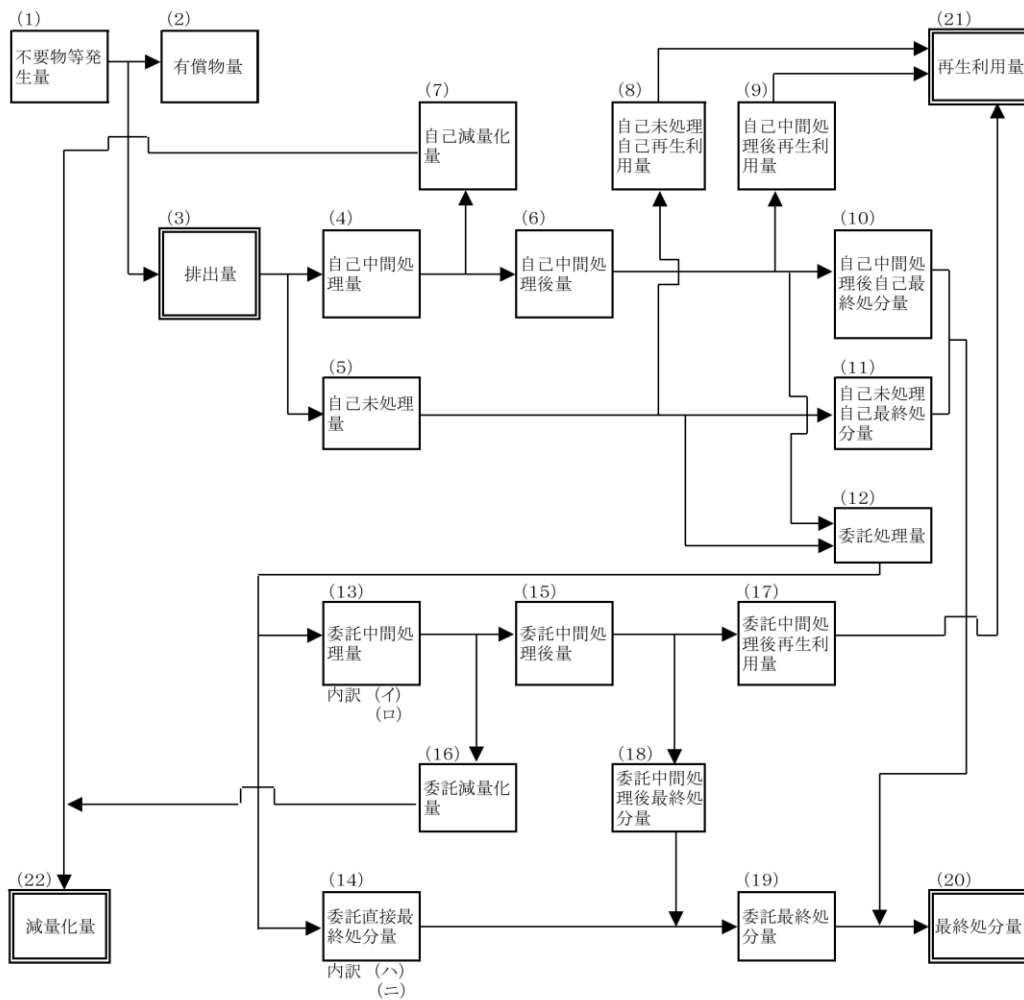 (1)
不要物等発
生量
(2)
有償物量
(21)
再生利用量
(7)
自己減量化
量
(8)
自己未処理
自己再生利
用量
(9)
自己中間処
理後再生利
用量
(3)
排出量
(4)
自己中間処
理量
(6)
自己中間処
理後量
(10)
自己中間処
理後自己最
終処分量
(5)
自己未処理
量
(11)
自己未処理
自己最終処
分量
(12)
委託処理量
(13)
委託中間処
理量
内訳 (イ)
(ロ)
(15)
委託中間処
理後量
(17)
委託中間処
理後再生利
用量
(16)
委託減量化
量
(18)
委託中間処
理後最終処
分量
(22)
減量化量
(14)
委託直接最
終処分量
内訳 (ハ)
(ニ)
(19)
委託最終処
分量
(20)
最終処分量